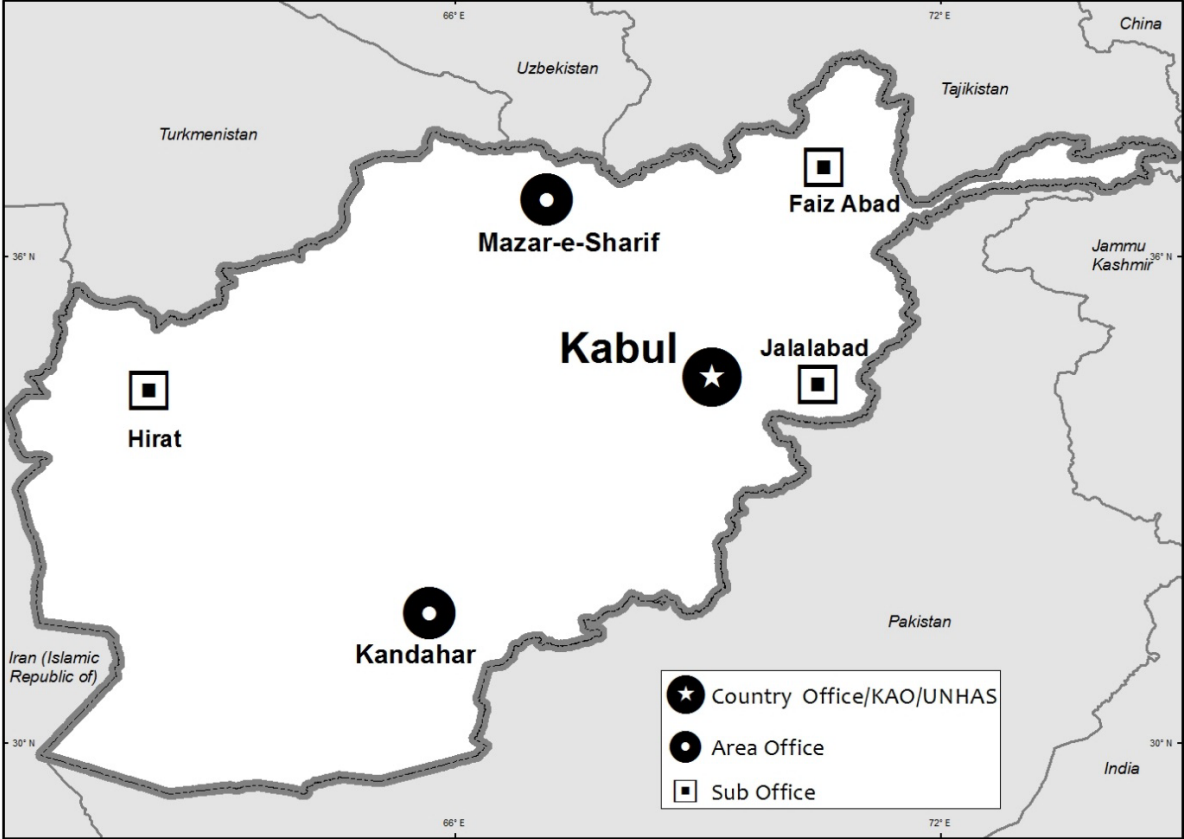 66° E
72° E
China
Uzbekistan
Tajikistan
Turkmenistan
Faiz Abad
Mazar-e-Sharif
36° N
Jammu
Kashmir
36° N
Kabul
Jalalabad
Hirat
Kandahar
Pakistan
Iran (Islamic
Republic of)
Country Office/KAO/UNHAS
Area Office
Sub Office
30° N
30° N
India
66° E
72° E